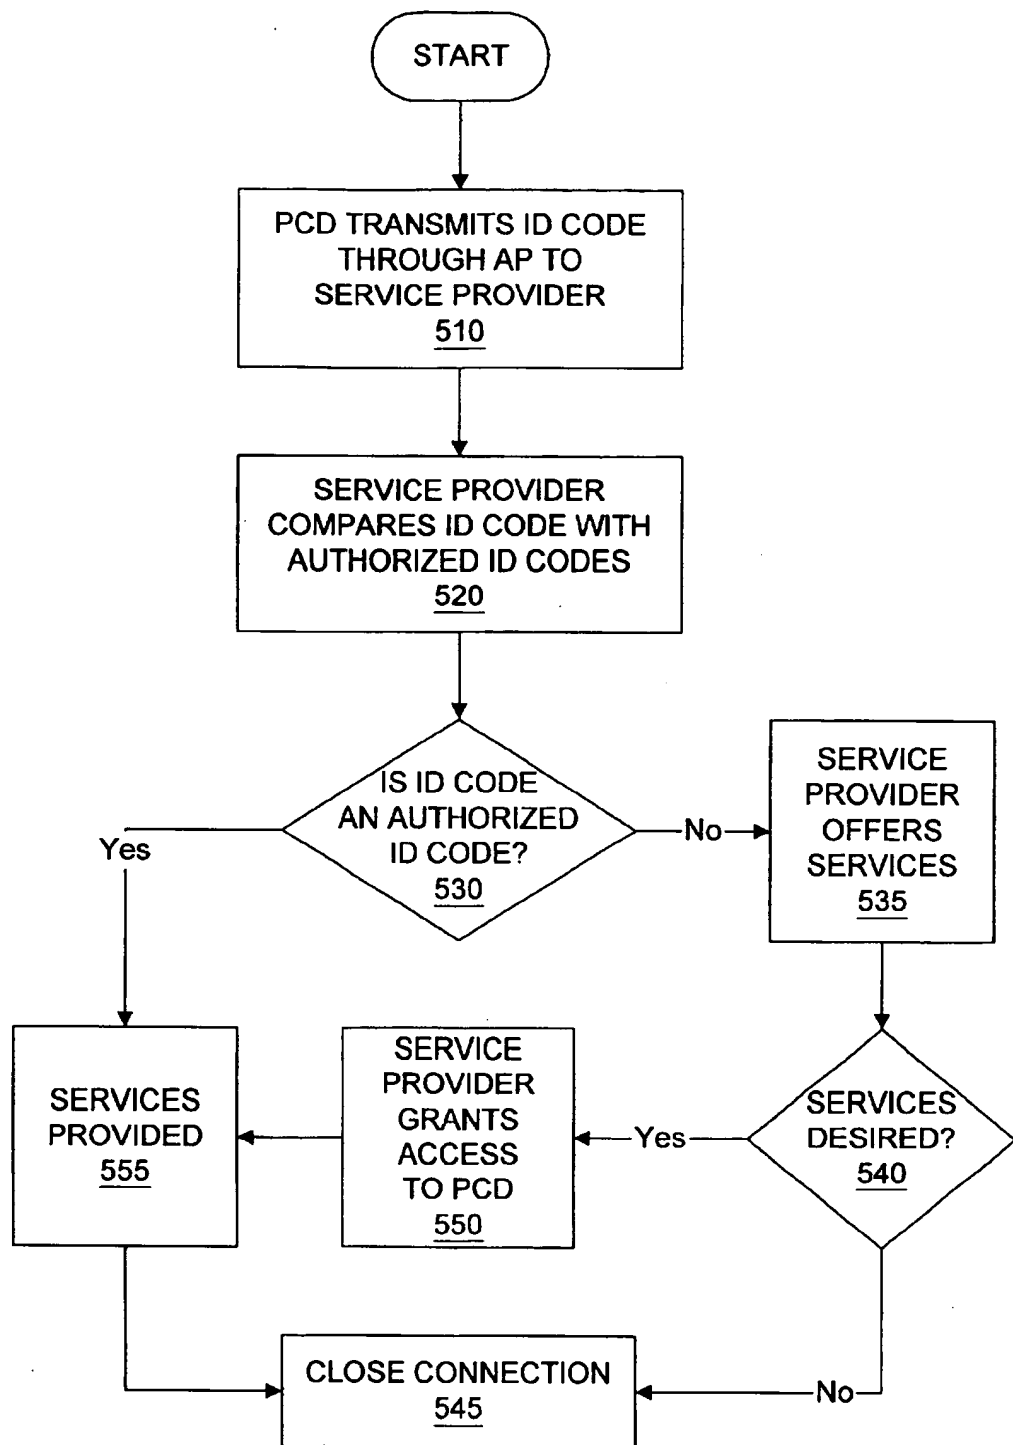 START
PCD TRANSMITS ID CODE
THROUGH AP TO
SERVICE PROVIDER
510
SERVICE PROVIDER
COMPARES ID CODE WITH
AUTHORIZED ID CODES
520
IS ID CODE
AN AUTHORIZED
ID CODE?
530
Yes
No
SERVICE
PROVIDER
OFFERS
SERVICES
535
SERVICES
DESIRED?
540
Yes
SERVICE
PROVIDER
GRANTS
ACCESS
TO PCD
550
SERVICES
PROVIDED
555
No
CLOSE CONNECTION
545